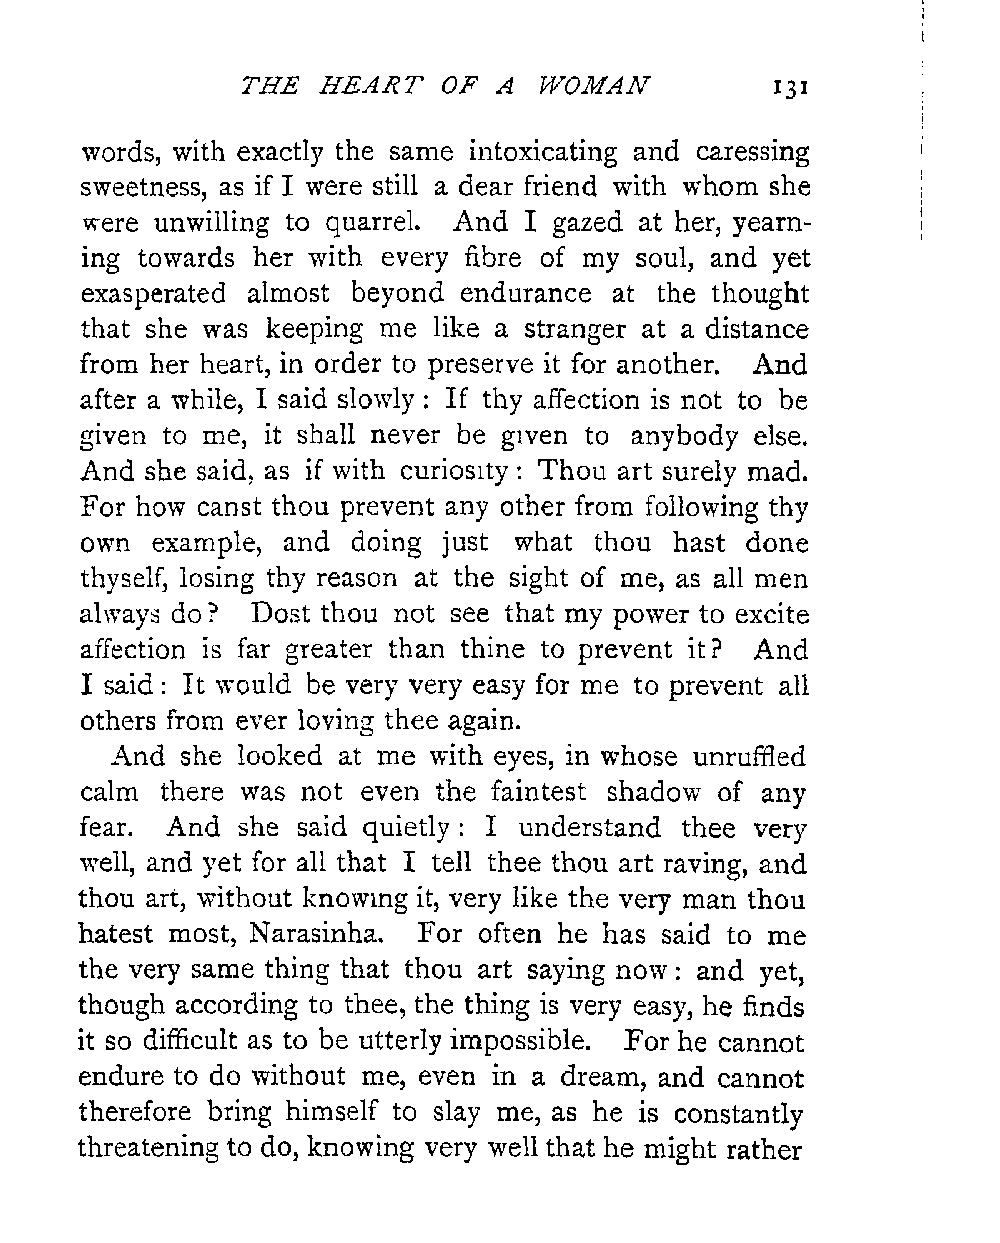 THE HEART OF A WOMAN 131
words, with exactly the same intoxicating and caressing
sweetness, as if I were still a dear friend with whom she
were unwilling to quarrel. And I gazed at her, yearn-
ing towards her with every fibre of my soul, and yet
exasperated almost beyond endurance at the thought
that she was keeping me like a stranger at a distance
from her heart, in order to preserve it for another. And
after a while, I said slowly : If thy affection is not to be
given to me, it shall never be given to anybody else.
And she said, as if with curiosity : Thou art surely mad.
For how canst thou prevent any other from following thy
own example, and doing just what thou hast done
thyself, losing thy reason at the sight of me, as all men
always do? Dost thou not see that my power to excite
affection is far greater than thine to prevent it? And
I said : It would be very very easy for me to prevent all
others from ever loving thee again.
And she looked at me with eyes, in whose unruffled
calm there was not even the faintest shadow of any
fear. And she said quietly : I understand thee very
well, and yet for all that I tell thee thou art raving, and
thou art, without knowing it, very like the very man thou
hatest most, Narasinha. For often he has said to me
the very same thing that thou art saying now : and yet,
though according to thee, the thing is very easy, he finds
it so difficult as to be utterly impossible. For he cannot
endure to do without me, even in a dream, and cannot
therefore bring himself to slay me, as he is constantly
threatening to do, knowing very well that he might rather